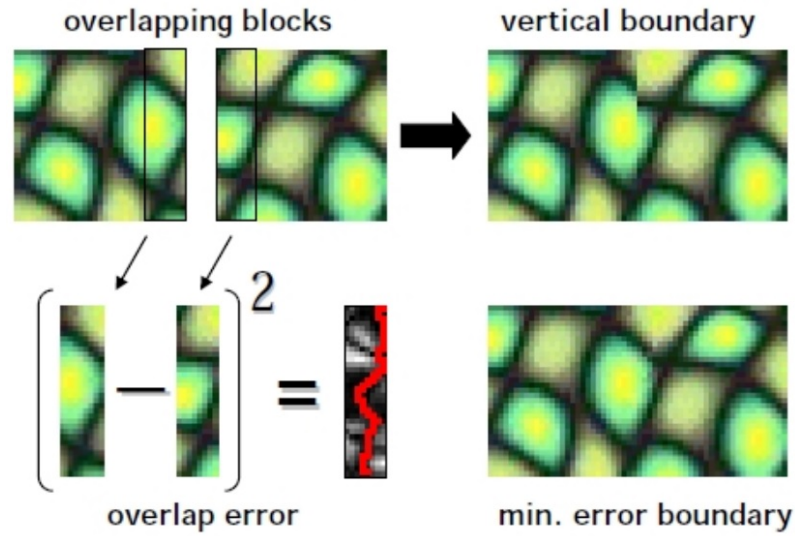 overlapping blocks
vertical boundary
( — )2 =
overlap error
min. error boundary